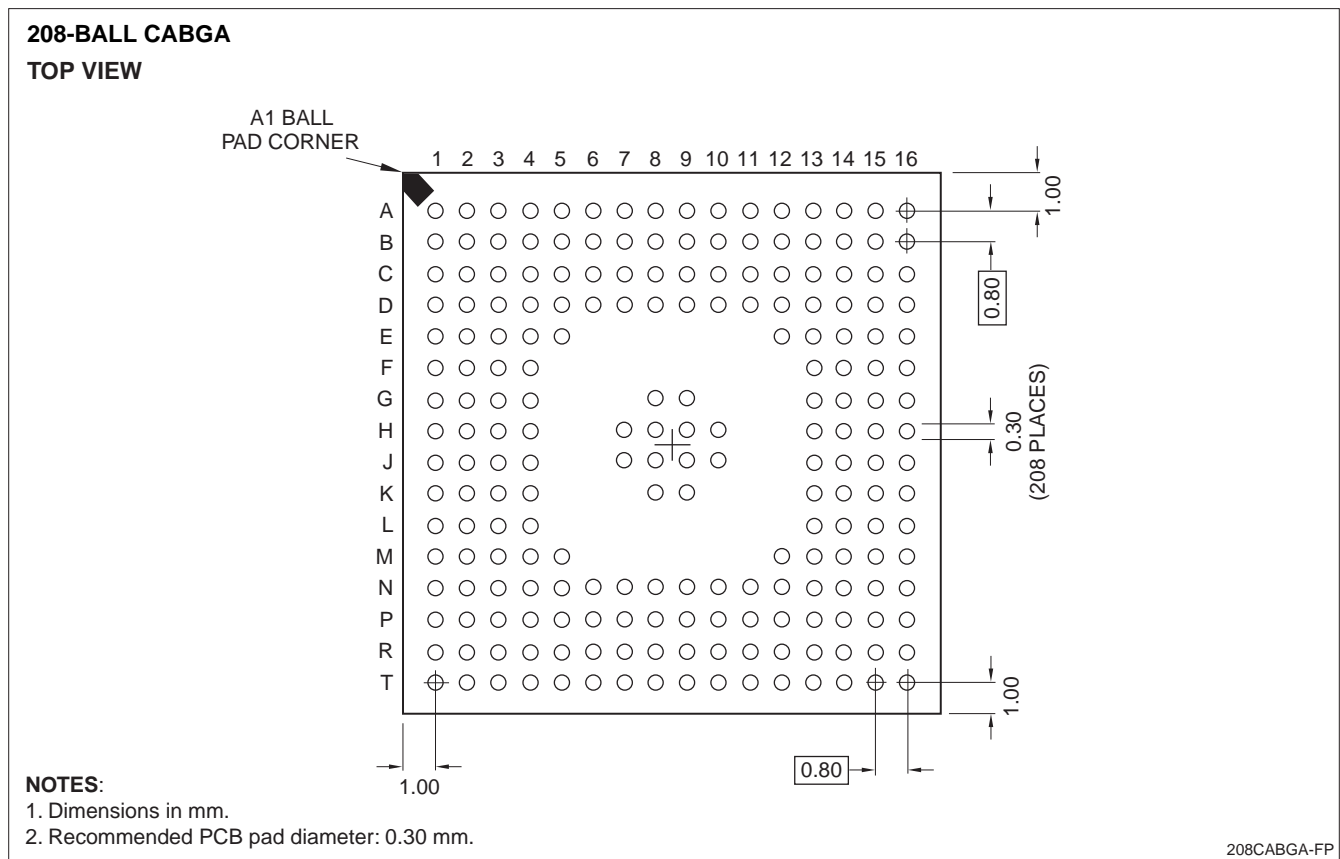 208-BALL CABGA
TOP VIEW
A1 BALL
PAD CORNER
1 2 3 4 5 6 7 8 9 10 11 12 13 14 15 16
A
B
C
D
E
F
G
H
J
K
L
M
N
P
R
T
1.00
0.80
0.30
(208 PLACES)
1.00
0.80
1.00
NOTES:
1. Dimensions in mm.
2. Recommended PCB pad diameter: 0.30 mm.
208CABGA-FP